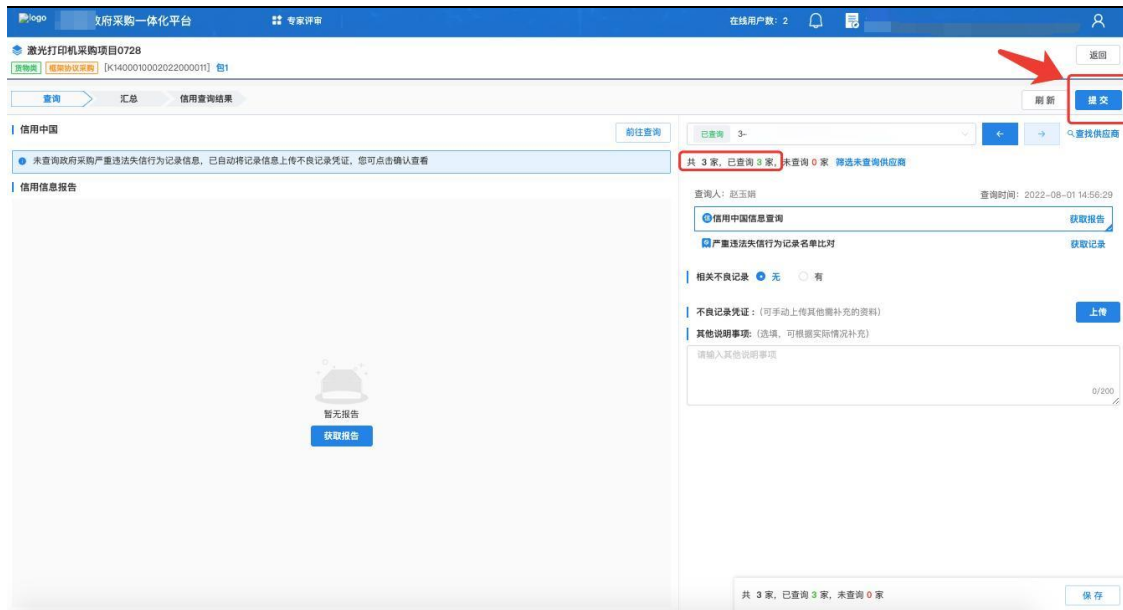 logo 政府采购一体化平台 专家评审 在线用户数: 2
激光打印机采购项目0728 返回
货物类 框架协议采购 [K1400010002022000011] 包1
查询 汇总 信用查询结果 刷新 提交
信用中国 前往查询 已查询 3- ← → 查找供应商
未查询政府采购严重违法失信行为记录信息，已自动将记录信息上传不良记录凭证，您可点击确认查看 共 3 家，已查询 3 家，未查询 0 家 筛选未查询供应商
信用信息报告
查询人: 赵玉娟 查询时间: 2022-08-01 14:56:29
信用中国信息查询 获取报告
严重违法失信行为记录名单比对 获取记录
相关不良记录 无 有
不良记录凭证: (可手动上传其他需补充的资料) 上传
其他说明事项: (选填，可根据实际情况补充)
请输入其他说明事项
0/200
暂无报告
获取报告
共 3 家，已查询 3 家，未查询 0 家 保存